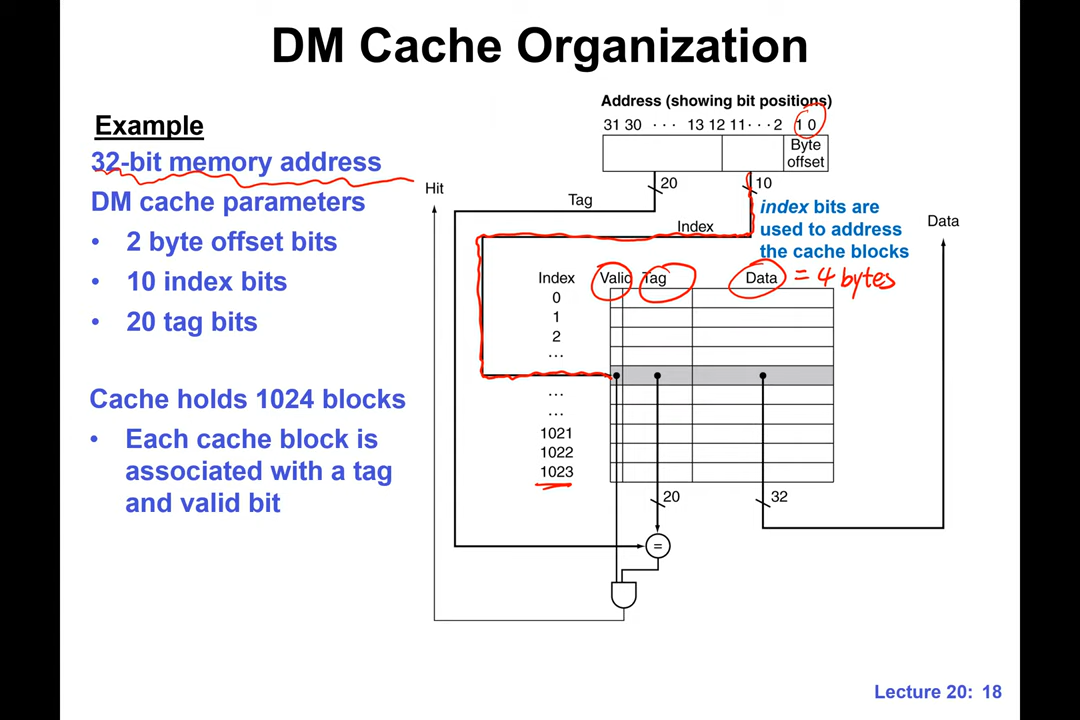 DM Cache Organization
Example
32-bit memory address
DM cache parameters
• 2 byte offset bits
• 10 index bits
• 20 tag bits
Cache holds 1024 blocks
• Each cache block is
associated with a tag
and valid bit
Address (showing bit positions)
31 30 · · · 13 12 11 · · · 2 1 0
Byte
offset
20
10
Hit
Tag
Index
index bits are
used to address
the cache blocks
Data
Index Valid Tag Data = 4 bytes
0
1
2
...
...
...
1021
1022
1023
20
32
=
Lecture 20: 18